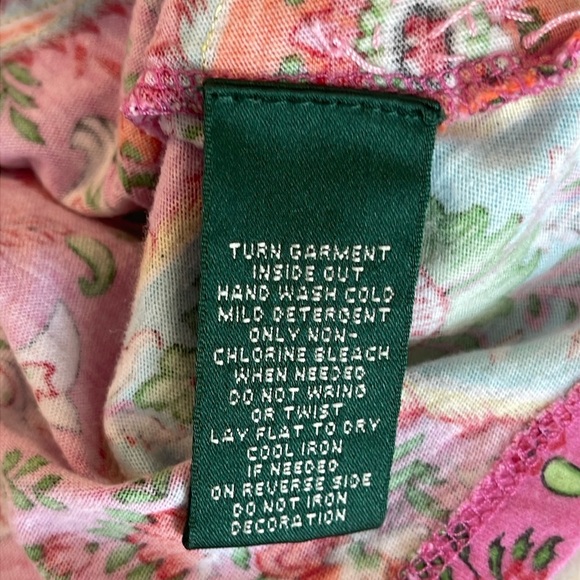 TURN GARMENT
INSIDE OUT
HAND WASH COLD
MILD DETERGENT
ONLY NON-
CHLORINE BLEACH
WHEN NEEDED
DO NOT WRING
OR TWIST
LAY FLAT TO DRY
COOL IRON
IF NEEDED
ON REVERSE SIDE
DO NOT IRON
DECORATION